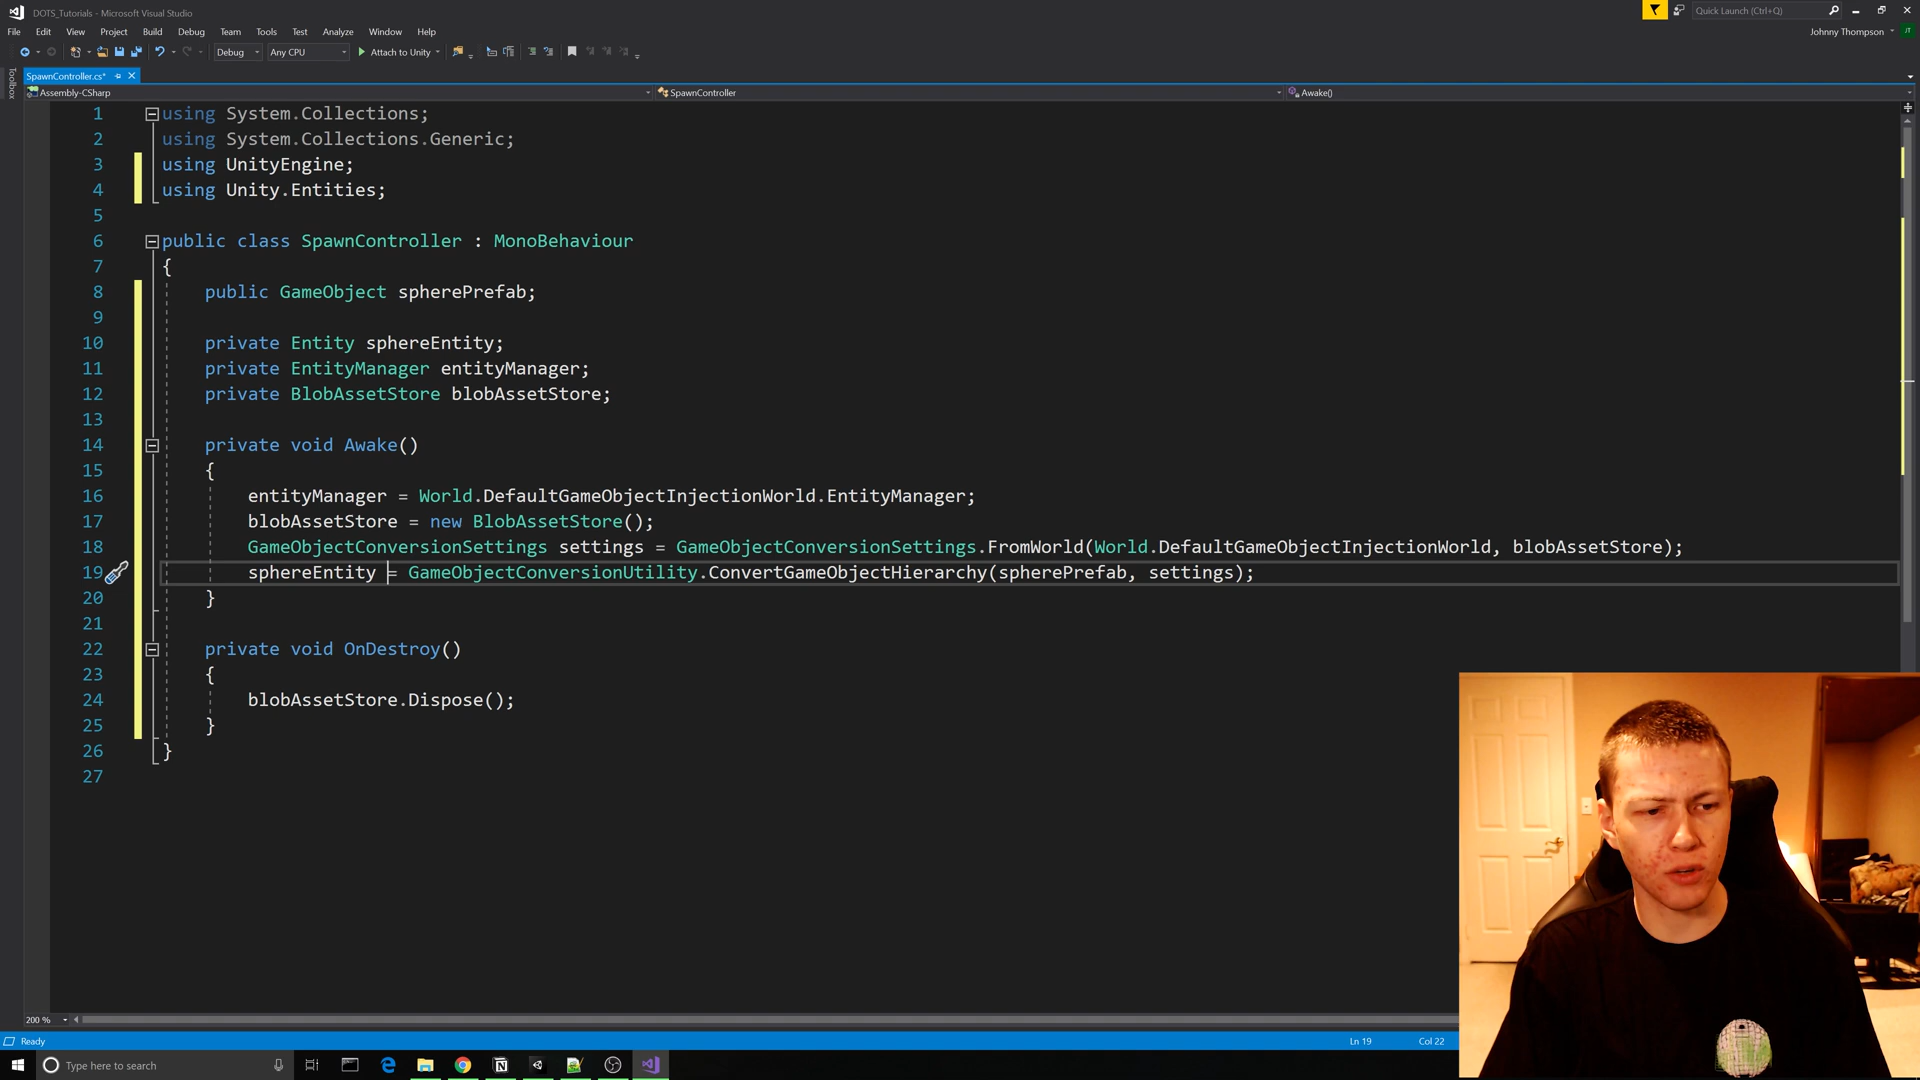 DOTS_Tutorials - Microsoft Visual Studio
Quick Launch (Ctrl+Q)
File Edit View Project Build Debug Team Tools Test Analyze Window Help
Johnny Thompson JT
Debug Any CPU Attach to Unity
Toolbox
SpawnController.cs*
Assembly-CSharp SpawnController Awake()
1 using System.Collections;
2 using System.Collections.Generic;
3 using UnityEngine;
4 using Unity.Entities;
5
6 public class SpawnController : MonoBehaviour
7 {
8 public GameObject spherePrefab;
9
10 private Entity sphereEntity;
11 private EntityManager entityManager;
12 private BlobAssetStore blobAssetStore;
13
14 private void Awake()
15 {
16 entityManager = World.DefaultGameObjectInjectionWorld.EntityManager;
17 blobAssetStore = new BlobAssetStore();
18 GameObjectConversionSettings settings = GameObjectConversionSettings.FromWorld(World.DefaultGameObjectInjectionWorld, blobAssetStore);
19 sphereEntity = GameObjectConversionUtility.ConvertGameObjectHierarchy(spherePrefab, settings);
20 }
21
22 private void OnDestroy()
23 {
24 blobAssetStore.Dispose();
25 }
26 }
27
200 %
Ready Ln 19 Col 22
Type here to search